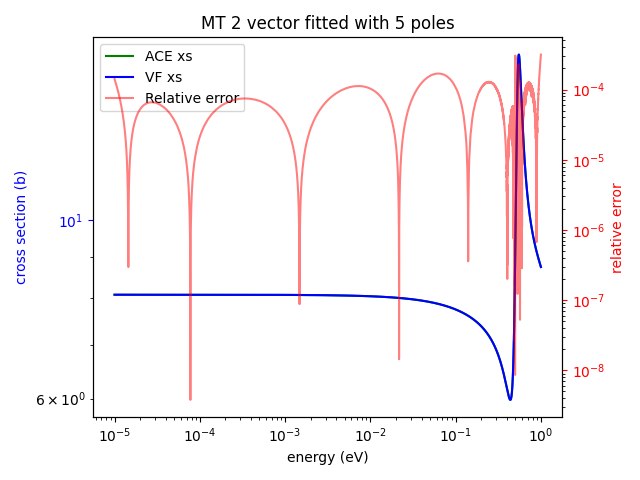 MT 2 vector fitted with 5 poles
ACE xs
VF xs
Relative error
cross section (b)
10¹
6 × 10⁰
10⁻⁴
10⁻⁵
10⁻⁶
10⁻⁷
10⁻⁸
relative error
10⁻⁵ 10⁻⁴ 10⁻³ 10⁻² 10⁻¹ 10⁰
energy (eV)